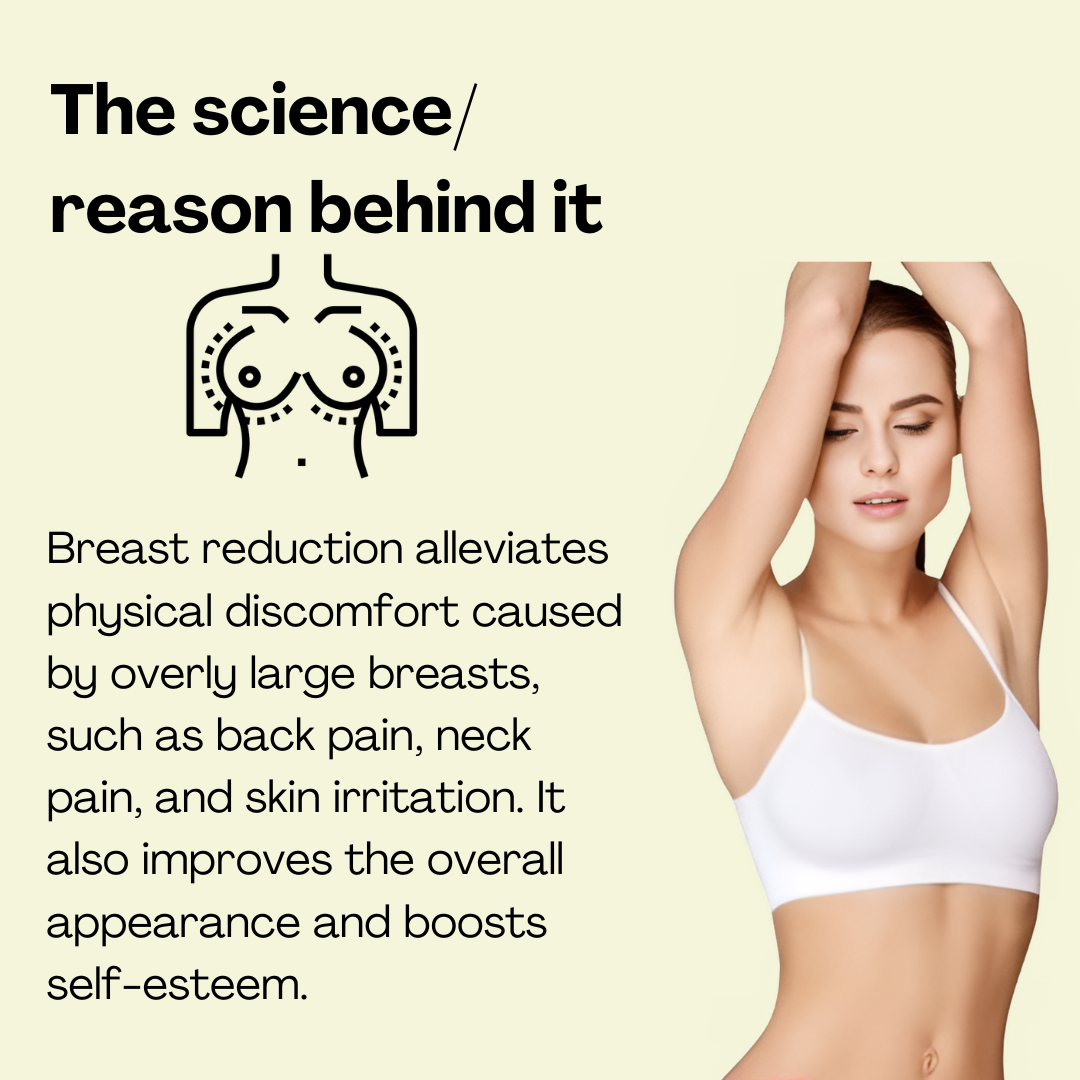 The science/
reason behind it
Breast reduction alleviates
physical discomfort caused
by overly large breasts,
such as back pain, neck
pain, and skin irritation. It
also improves the overall
appearance and boosts
self-esteem.